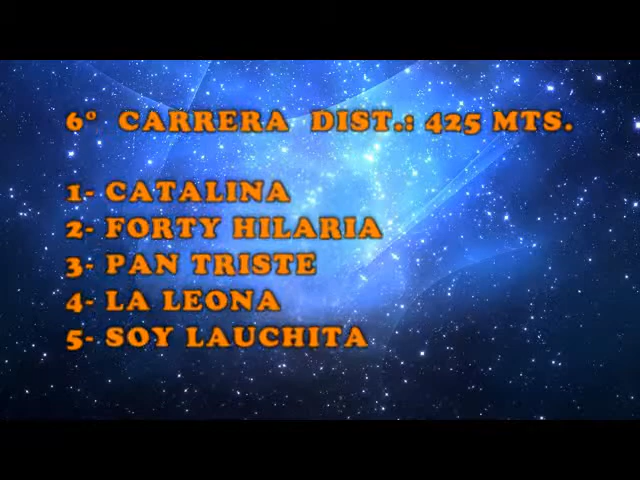 6º CARRERA DIST.: 425 MTS.
1- CATALINA
2- FORTY HILARIA
3- PAN TRISTE
4- LA LEONA
5- SOY LAUCHITA